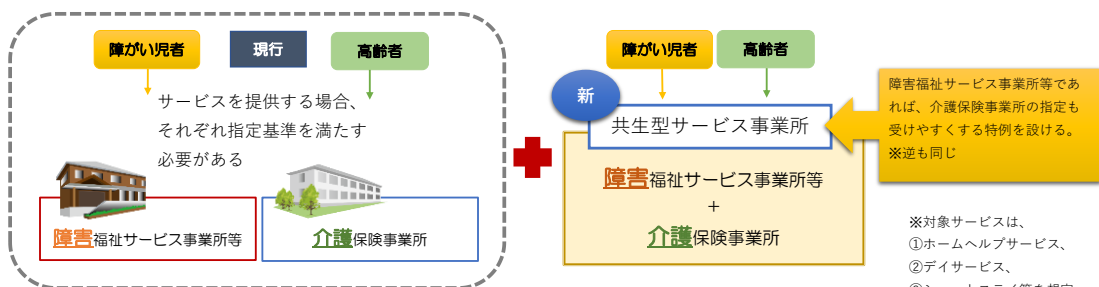 障がい児者
現行
高齢者
サービスを提供する場合、
それぞれ指定基準を満たす
必要がある
障害福祉サービス事業所等
介護保険事業所
障がい児者
高齢者
新
共生型サービス事業所
障害福祉サービス事業所等
+
介護保険事業所
障害福祉サービス事業所等であ
れば、介護保険事業所の指定も
受けやすくする特例を設ける。
※逆も同じ
※対象サービスは、
①ホームヘルプサービス、
②デイサービス、